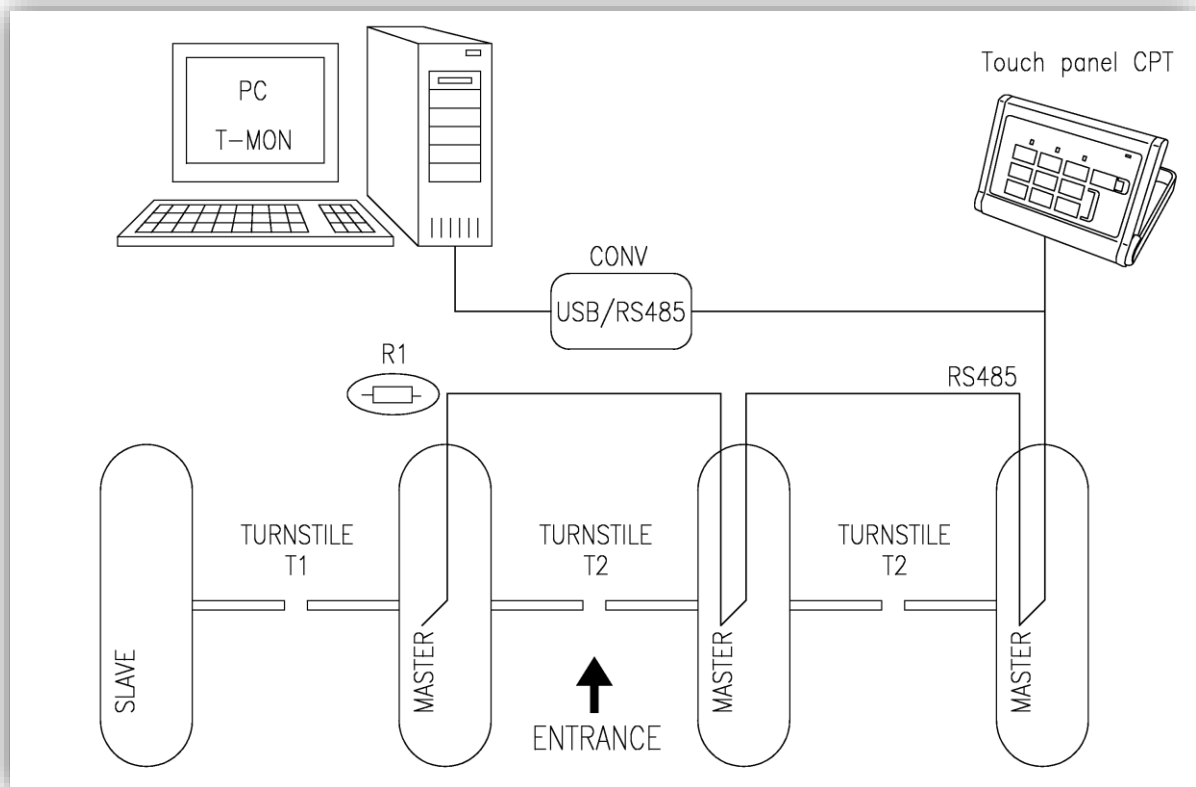 PC
T-MON
Touch panel CPT
CONV
USB/RS485
R1
RS485
TURNSTILE
T1
TURNSTILE
T2
TURNSTILE
T2
SLAVE
MASTER
MASTER
MASTER
ENTRANCE